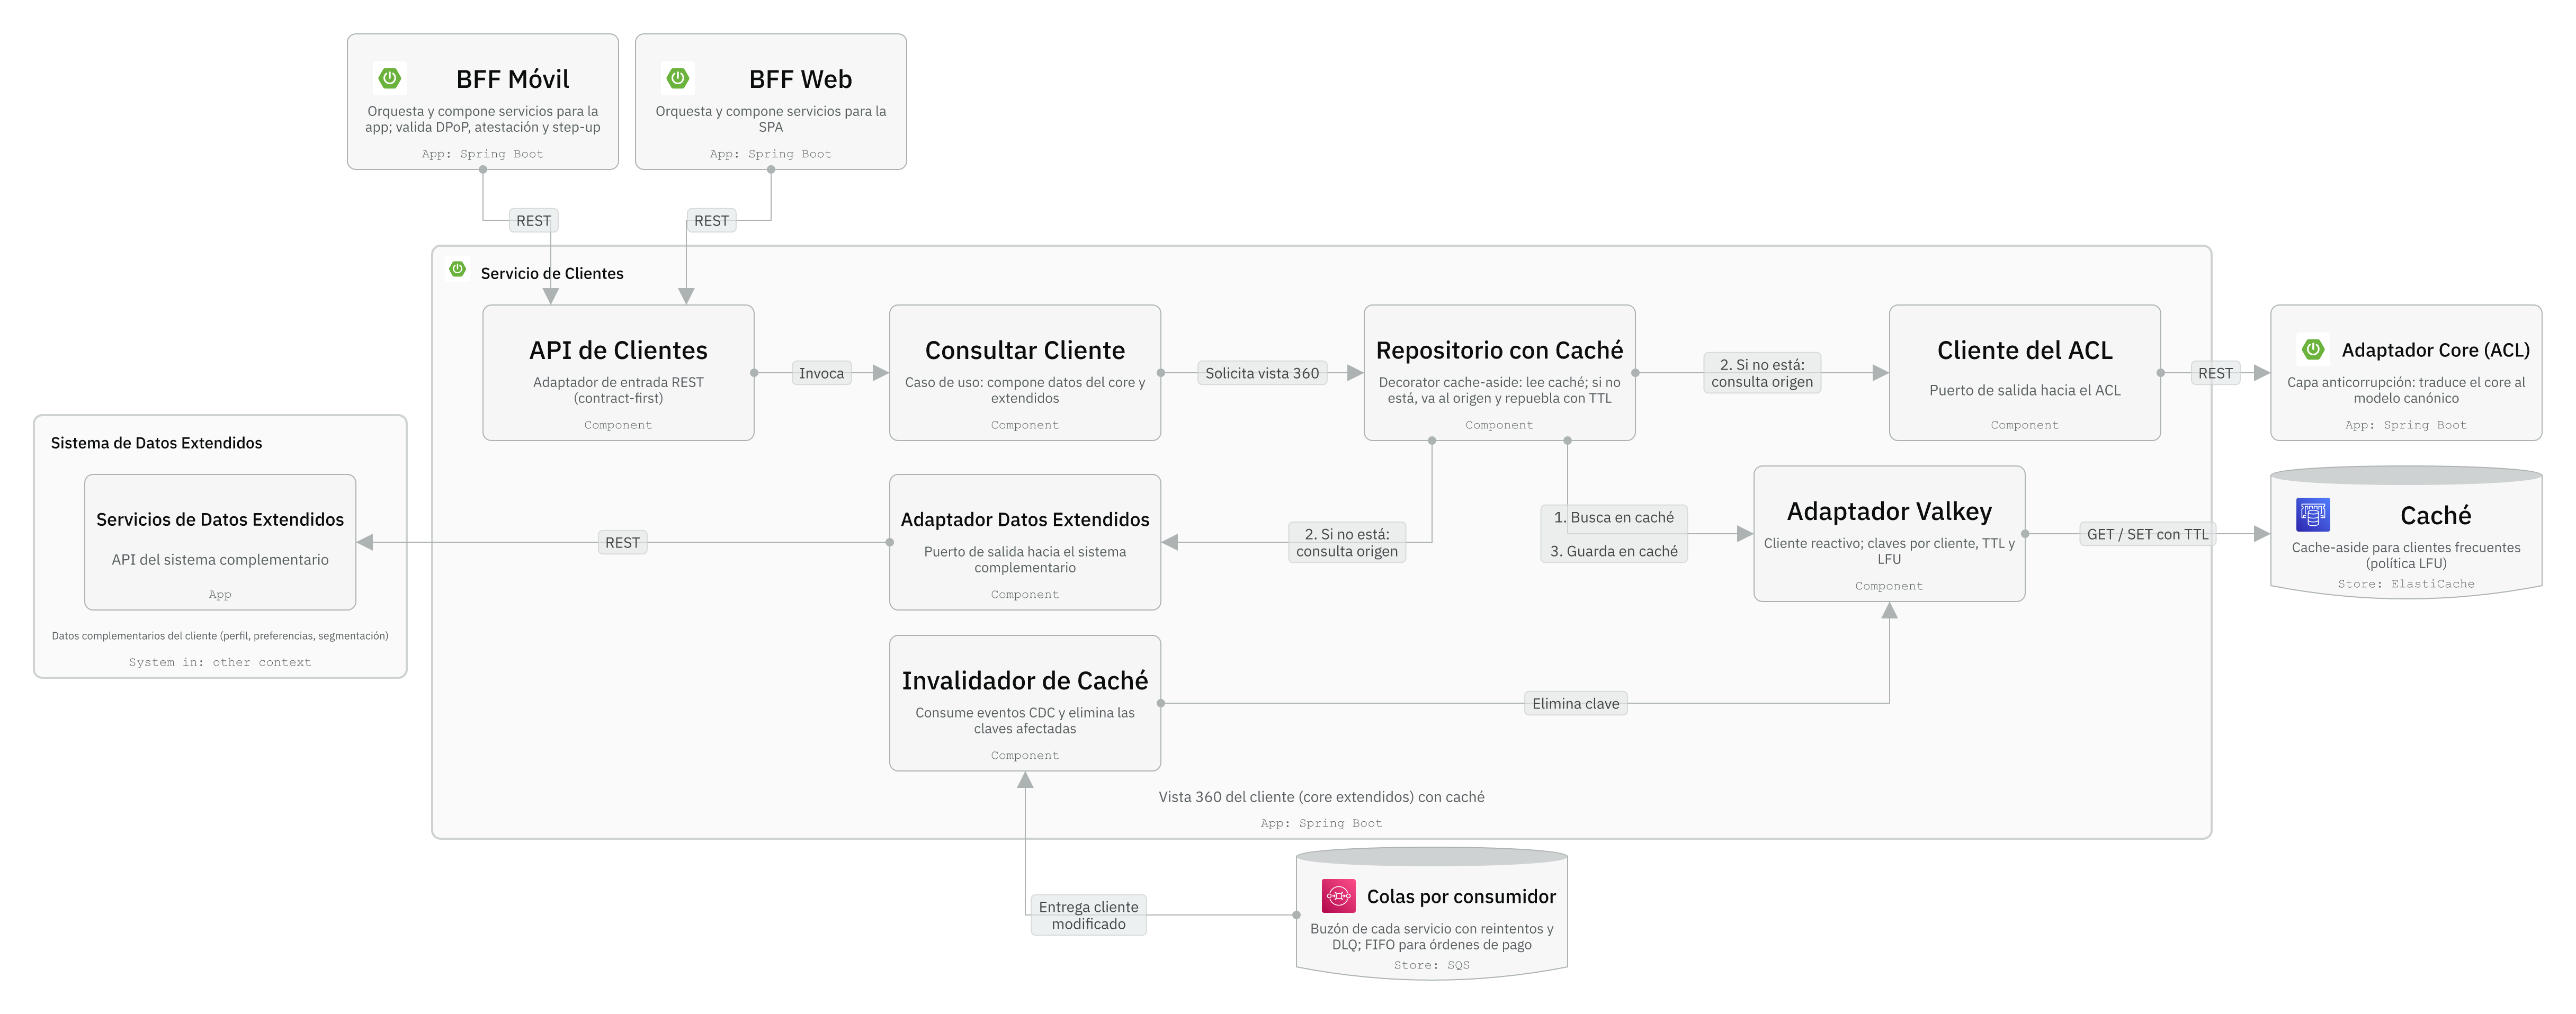 BFF Móvil
Orquesta y compone servicios para la
app; valida DPoP, atestación y step-up
App: Spring Boot
BFF Web
Orquesta y compone servicios para la
SPA
App: Spring Boot
REST
REST
Servicio de Clientes
API de Clientes
Adaptador de entrada REST
(contract-first)
Component
Invoca
Consultar Cliente
Caso de uso: compone datos del core y
extendidos
Component
Solicita vista 360
Repositorio con Caché
Decorator cache-aside: lee caché; si no
está, va al origen y repuebla con TTL
Component
2. Si no está:
consulta origen
Cliente del ACL
Puerto de salida hacia el ACL
Component
REST
Adaptador Core (ACL)
Capa anticorrupción: traduce el core al
modelo canónico
App: Spring Boot
Sistema de Datos Extendidos
Servicios de Datos Extendidos
API del sistema complementario
App
Datos complementarios del cliente (perfil, preferencias, segmentación)
System in: other context
REST
Adaptador Datos Extendidos
Puerto de salida hacia el sistema
complementario
Component
2. Si no está:
consulta origen
1. Busca en caché
3. Guarda en caché
Adaptador Valkey
Cliente reactivo; claves por cliente, TTL y
LFU
Component
GET / SET con TTL
Caché
Cache-aside para clientes frecuentes
(política LFU)
Store: ElastiCache
Invalidador de Caché
Consume eventos CDC y elimina las
claves afectadas
Component
Elimina clave
Vista 360 del cliente (core extendidos) con caché
App: Spring Boot
Entrega cliente
modificado
Colas por consumidor
Buzón de cada servicio con reintentos y
DLQ; FIFO para órdenes de pago
Store: SQS